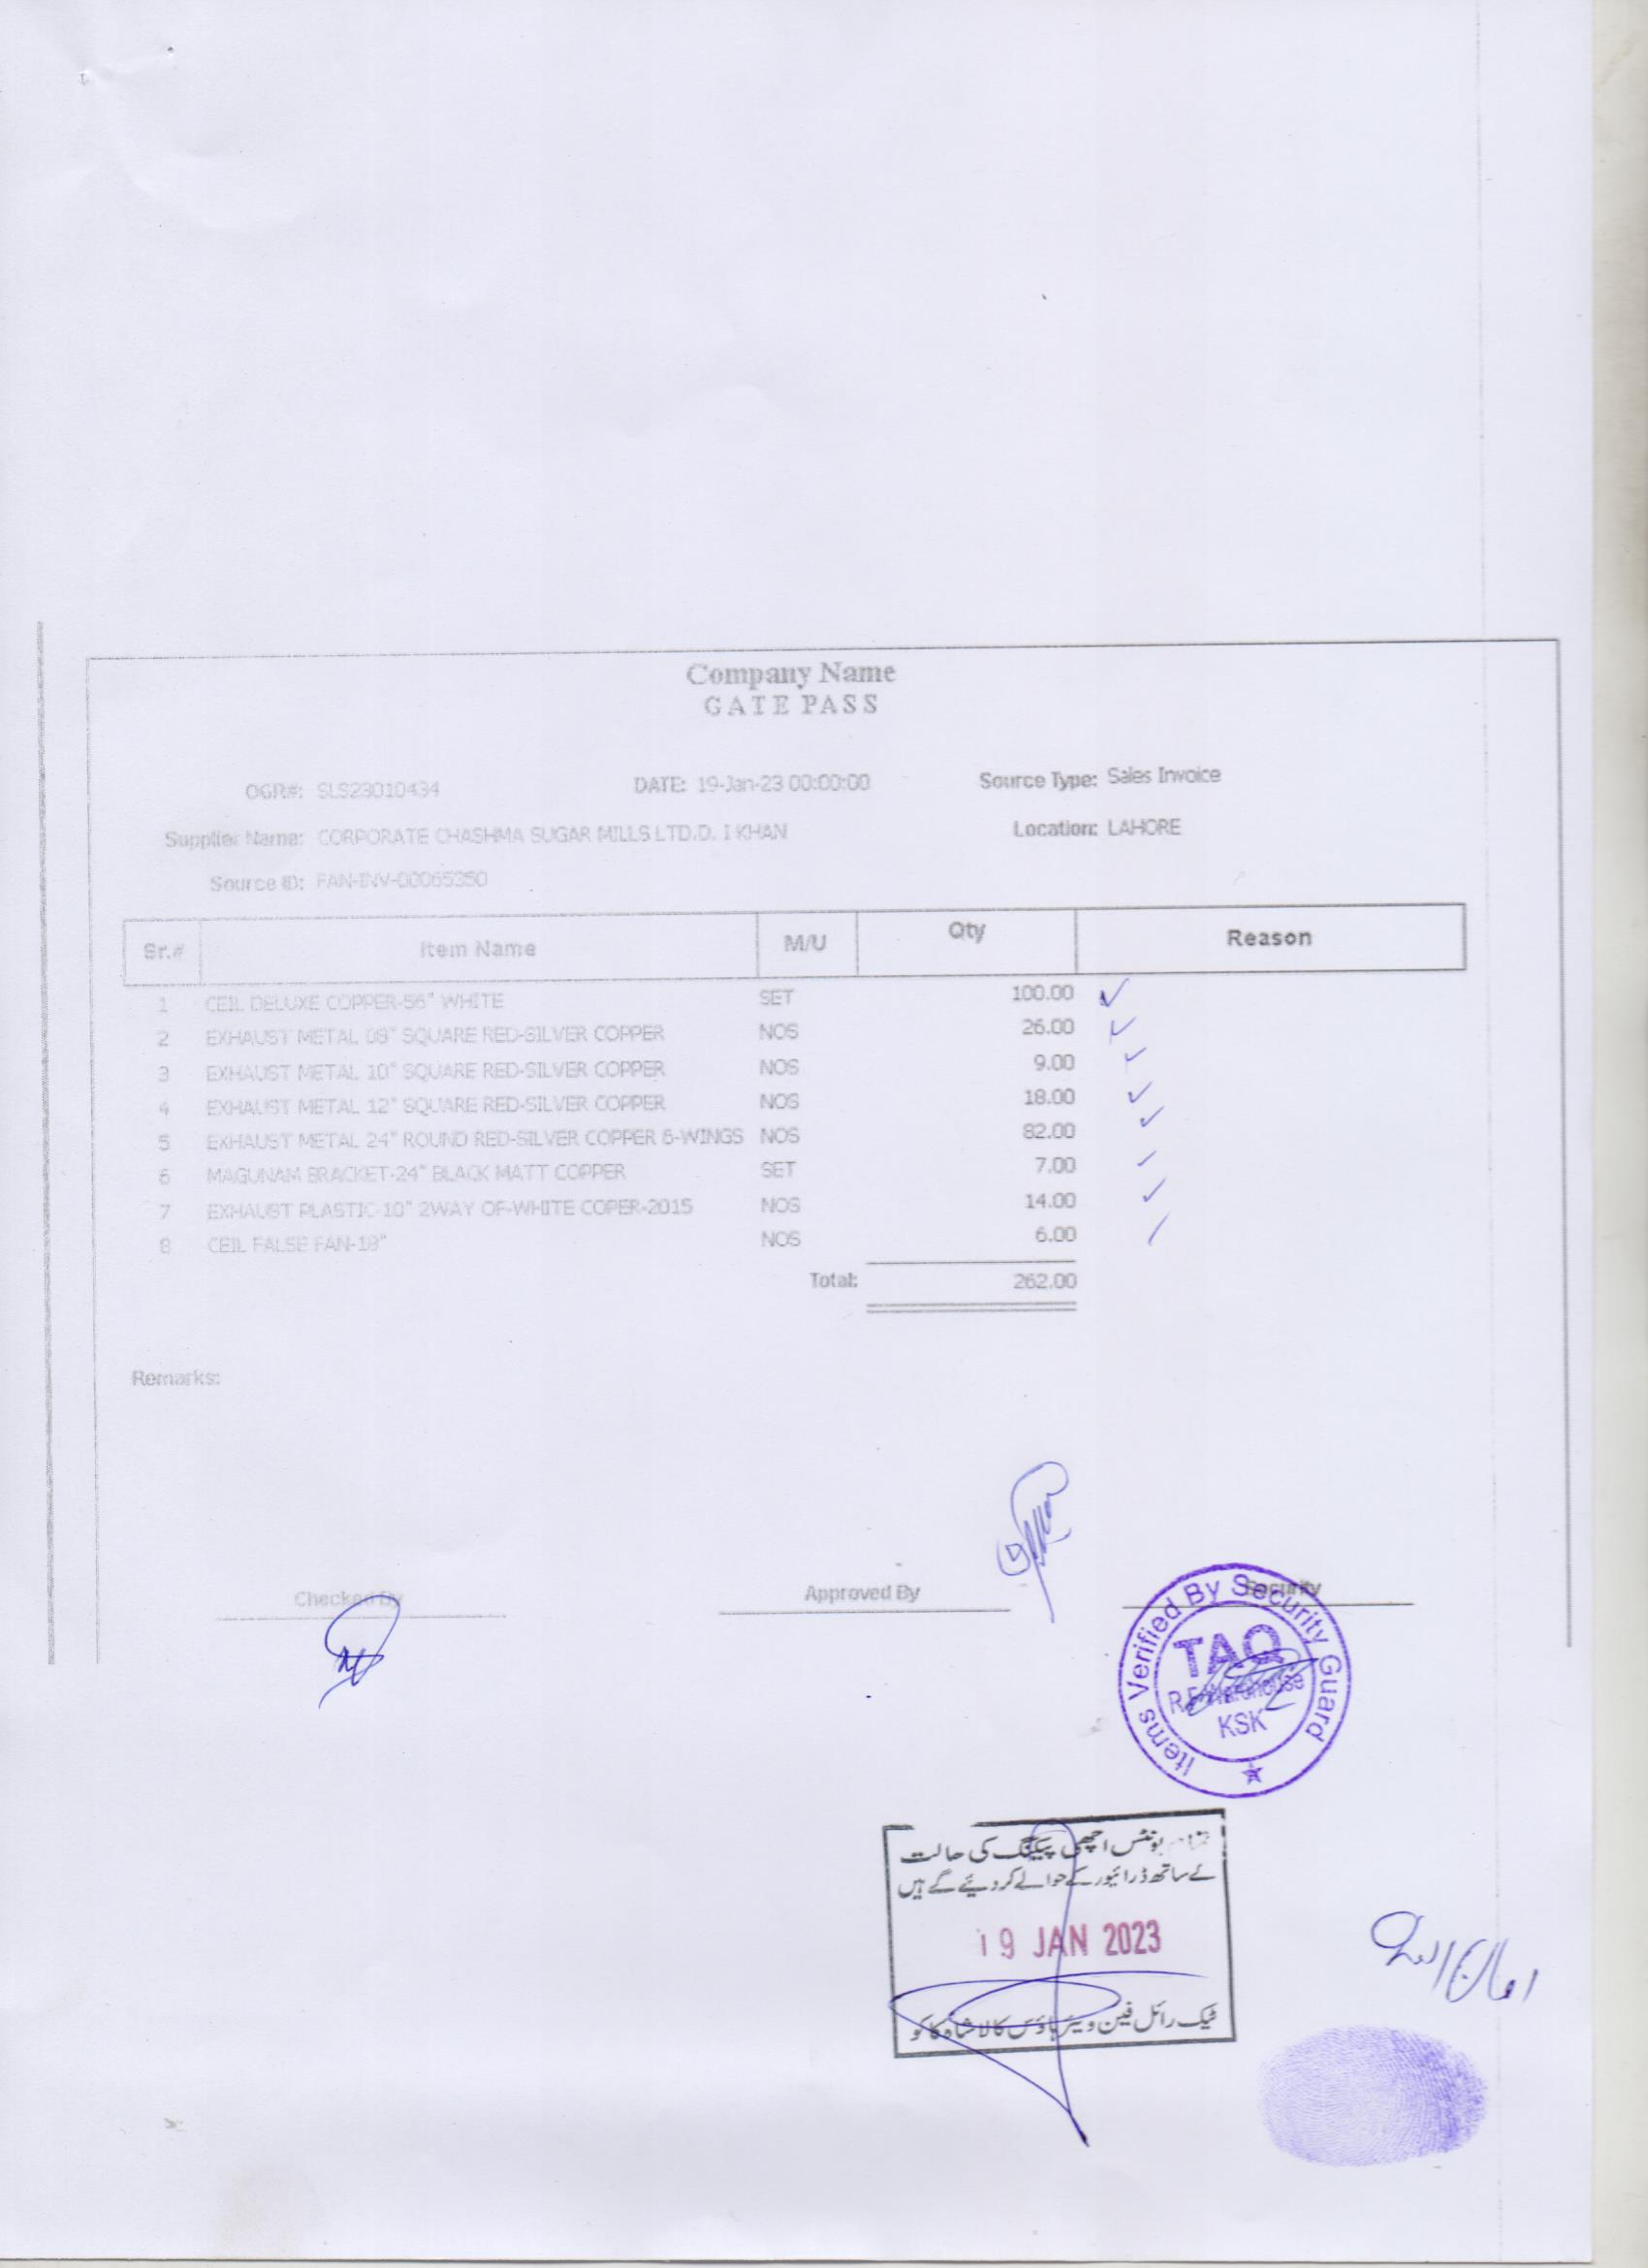 Company Name
GATE PASS
OGR#: SLS23010434 DATE: 19-Jan-23 00:00:00 Source Type: Sales Invoice
Supplier Name: CORPORATE CHASHMA SUGAR MILLS LTD.D. I KHAN Location: LAHORE
Source ID: FAN-INV-00065350
Sr.# Item Name M/U Qty Reason
1 CEIL DELUXE COPPER-56" WHITE SET 100.00
2 EXHAUST METAL 08" SQUARE RED-SILVER COPPER NOS 26.00
3 EXHAUST METAL 10" SQUARE RED-SILVER COPPER NOS 9.00
4 EXHAUST METAL 12" SQUARE RED-SILVER COPPER NOS 18.00
5 EXHAUST METAL 24" ROUND RED-SILVER COPPER 6-WINGS NOS 82.00
6 MAGUNAM BRACKET-24" BLACK MATT COPPER SET 7.00
7 EXHAUST PLASTIC-10" 2WAY OF-WHITE COPER-2015 NOS 14.00
8 CEIL FALSE FAN-18" NOS 6.00
Total: 262.00
Remarks:
Checked By Approved By Security
Items Verified By Security Guard
TAQ
Warehouse
KSK
یونٹس اچھی پیکنگ کی حالت
کے ساتھ ڈرائیور کے حوالے کر دیئے گے ہیں
19 JAN 2023
ٹیک رائل فین ویئر ہاؤس کالا شاہ کاکو